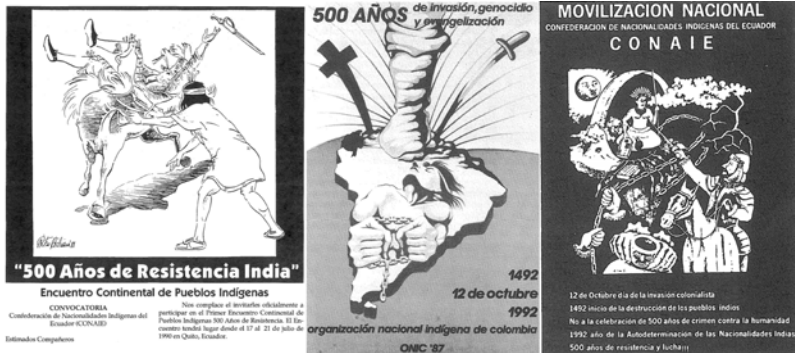 "500 Años de Resistencia India"
Encuentro Continental de Pueblos Indígenas
CONVOCATORIA
Confederación de Nacionalidades Indígenas del
Ecuador (CONAIE)
Estimados Compañeros
Nos complace el invitarles oficialmente a
participar en el Primer Encuentro Continental de
Pueblos Indígenas 500 Años de Resistencia. El En-
cuentro tendrá lugar desde el 17 al 21 de julio de
1990 en Quito, Ecuador.
500 AÑOS de invasión, genocidio
y evangelización
1492
12 de octubre
1992
organización nacional indígena de colombia
ONIC '87
MOVILIZACION NACIONAL
CONFEDERACION DE NACIONALIDADES INDIGENAS DEL ECUADOR
CONAIE
12 de Octubre dia de la invasión colonialista
1492 inicio de la destrucción de los pueblos indios
No a la celebración de 500 años de crimen contra la humanidad
1992 año de la Autodeterminación de las Nacionalidades Indias
500 años de resistencia y lucha¡¡¡